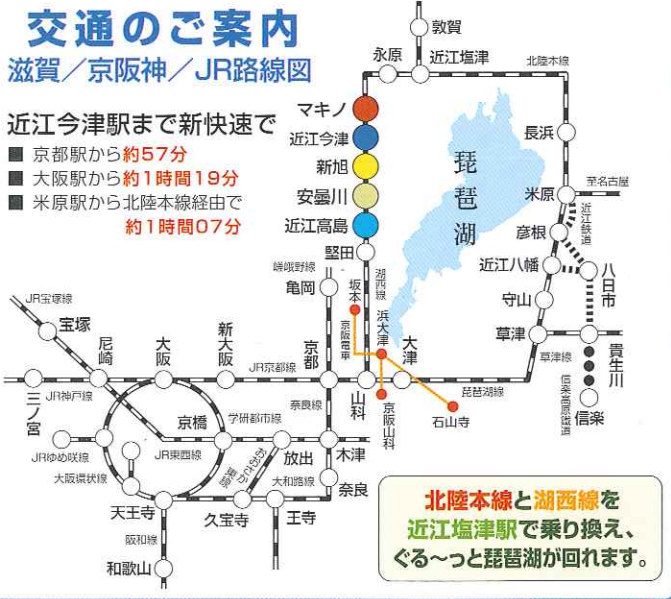 交通のご案内
滋賀／京阪神／JR路線図
近江今津駅まで新快速で
■ 京都駅から約57分
■ 大阪駅から約1時間19分
■ 米原駅から北陸本線経由で
約1時間07分
敦賀
永原
近江塩津
北陸本線
マキノ
近江今津
新旭
安曇川
近江高島
堅田
琵琶湖
長浜
米原
至名古屋
近江鉄道
彦根
近江八幡
八日市
守山
草津
草津線
貴生川
信楽高原鉄道
信楽
嵯峨野線
亀岡
湖西線
坂本
京阪電車
浜大津
大津
JR宝塚線
宝塚
尼崎
大阪
新大阪
JR京都線
京都
山科
琵琶湖線
京阪山科
石山寺
三ノ宮
JR神戸線
奈良線
京橋
学研都市線
JRゆめ咲線
JR東西線
放出
木津
大阪環状線
おおさか東線
大和路線
奈良
天王寺
久宝寺
王寺
阪和線
和歌山
北陸本線と湖西線を
近江塩津駅で乗り換え、
ぐる〜っと琵琶湖が回れます。